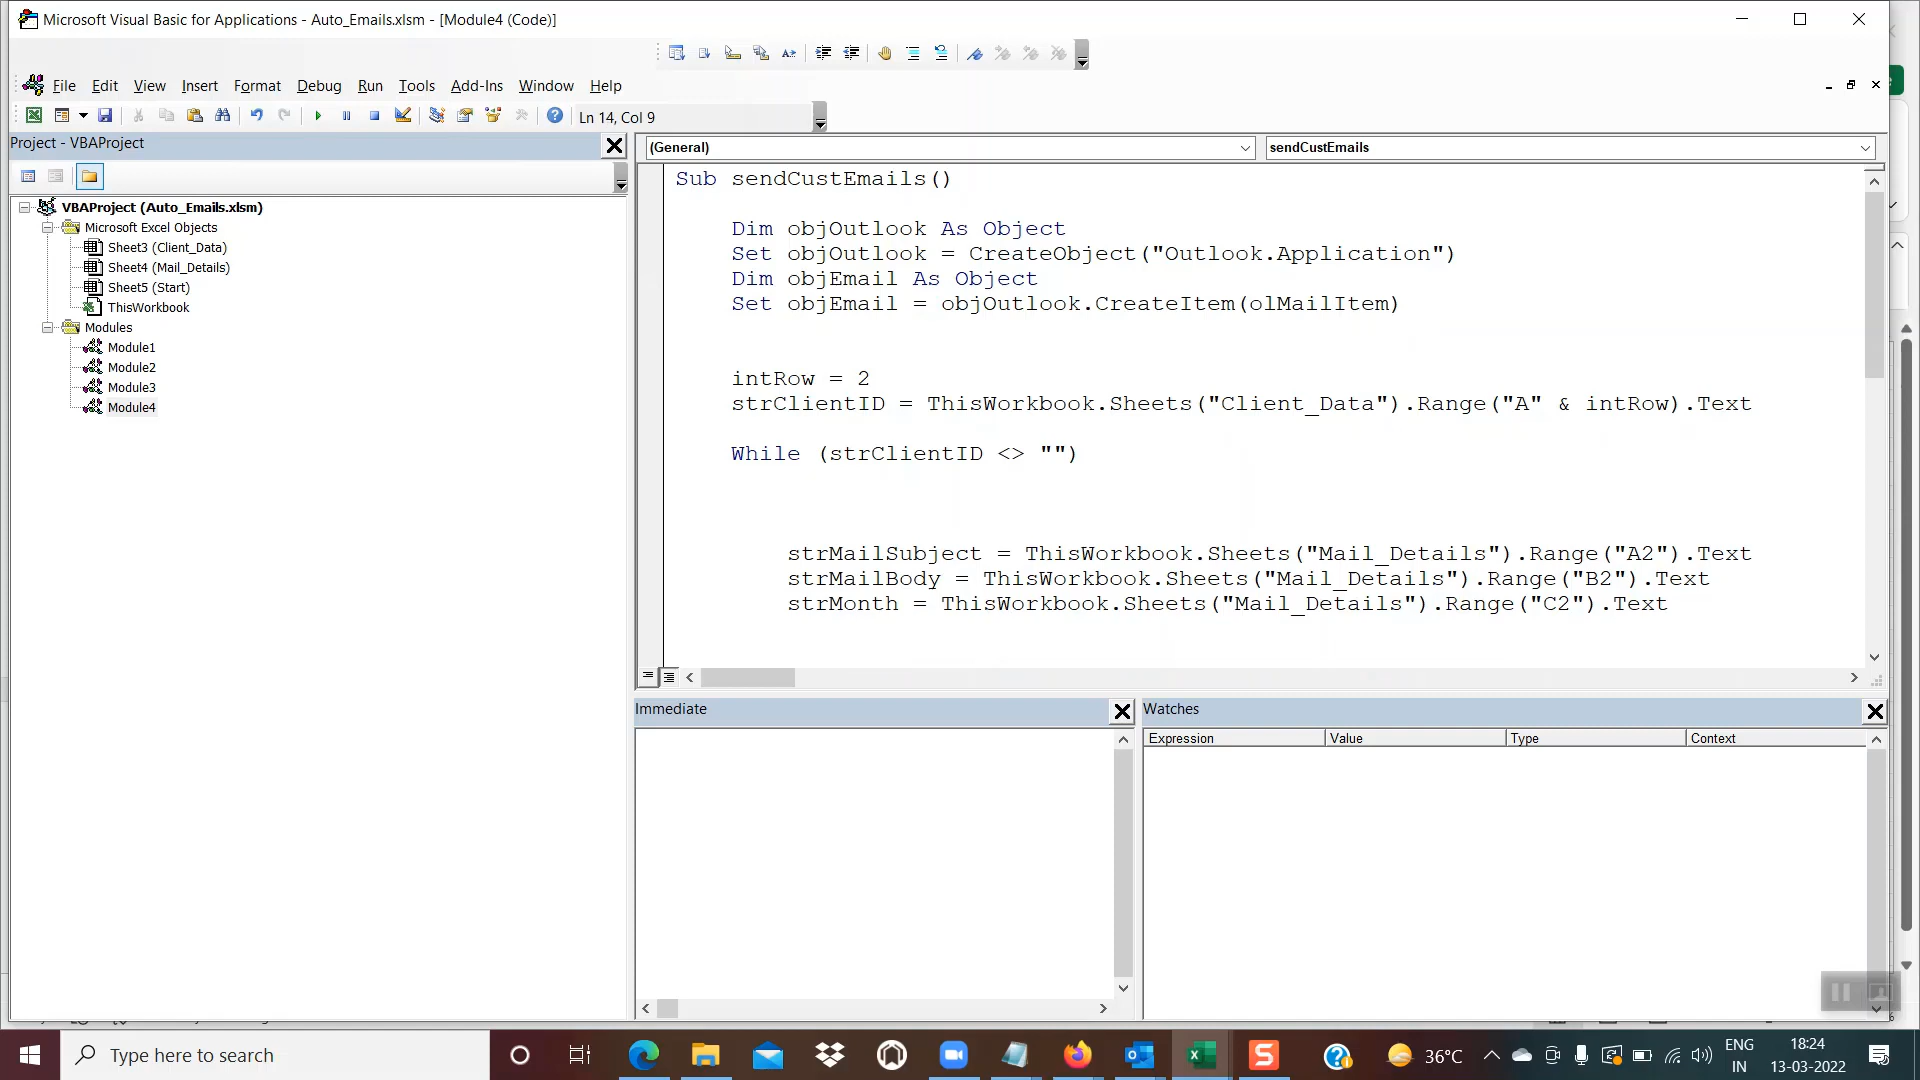 Microsoft Visual Basic for Applications - Auto_Emails.xlsm - [Module4 (Code)]
File Edit View Insert Format Debug Run Tools Add-Ins Window Help
Ln 14, Col 9
Project - VBAProject
(General)
sendCustEmails
VBAProject (Auto_Emails.xlsm)
Microsoft Excel Objects
Sheet3 (Client_Data)
Sheet4 (Mail_Details)
Sheet5 (Start)
ThisWorkbook
Modules
Module1
Module2
Module3
Module4
Sub sendCustEmails()
Dim objOutlook As Object
Set objOutlook = CreateObject("Outlook.Application")
Dim objEmail As Object
Set objEmail = objOutlook.CreateItem(olMailItem)
intRow = 2
strClientID = ThisWorkbook.Sheets("Client_Data").Range("A" & intRow).Text
While (strClientID <> "")
strMailSubject = ThisWorkbook.Sheets("Mail_Details").Range("A2").Text
strMailBody = ThisWorkbook.Sheets("Mail_Details").Range("B2").Text
strMonth = ThisWorkbook.Sheets("Mail_Details").Range("C2").Text
Immediate
Watches
Expression Value Type Context
Type here to search
36°C
ENG
IN
18:24
13-03-2022